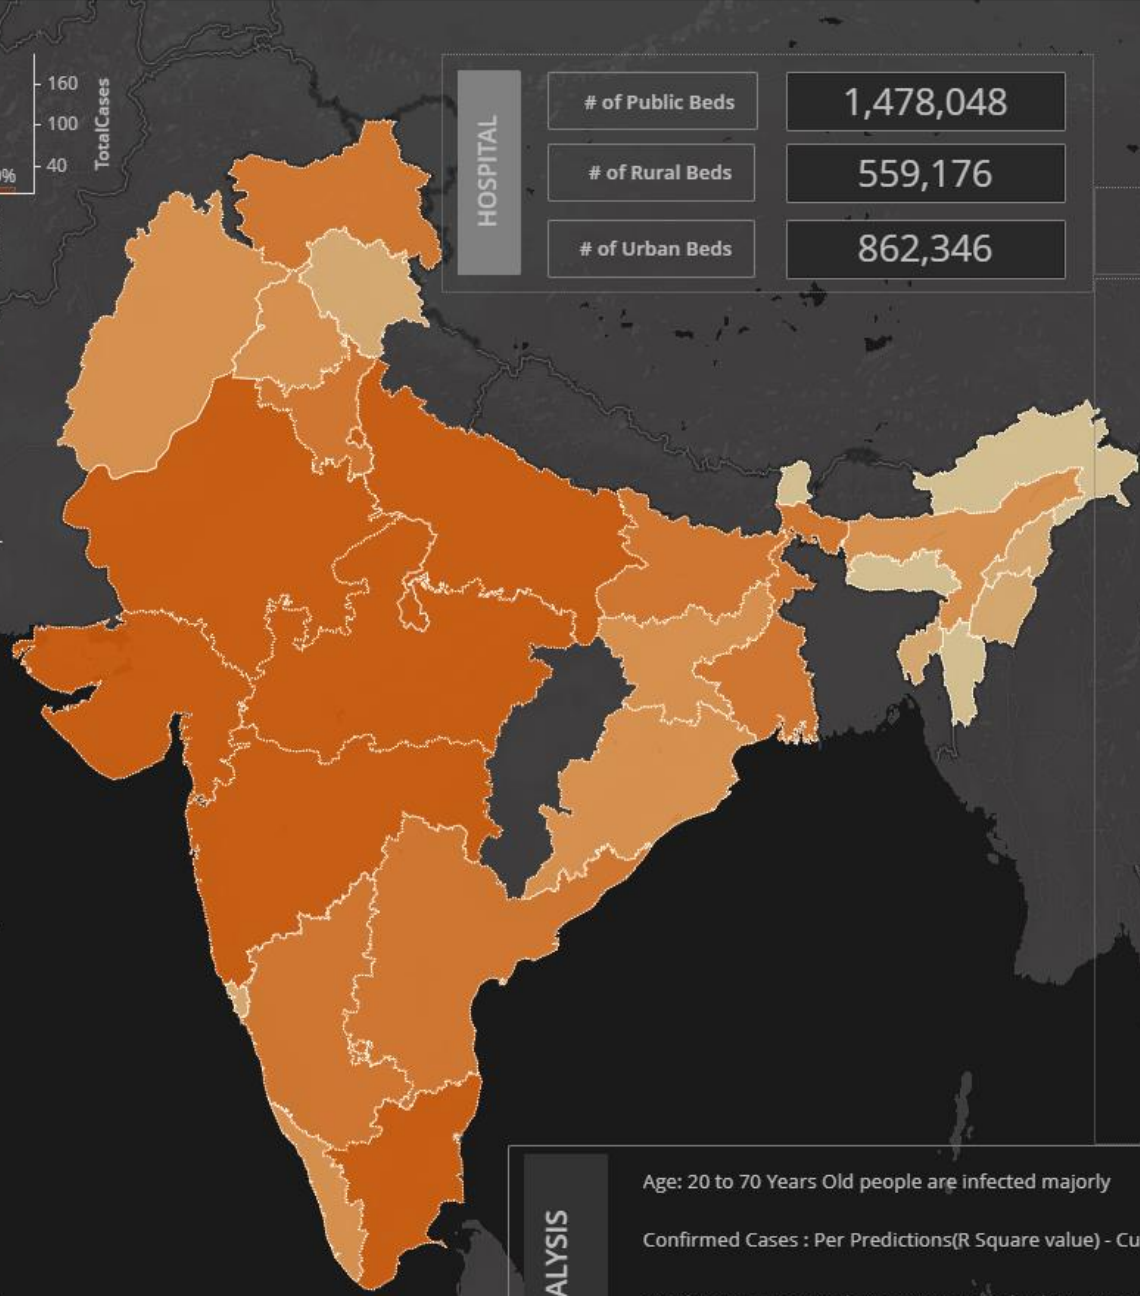 160
100
40
TotalCases
%
HOSPITAL
# of Public Beds
1,478,048
# of Rural Beds
559,176
# of Urban Beds
862,346
ALYSIS
Age: 20 to 70 Years Old people are infected majorly
Confirmed Cases : Per Predictions(R Square value) - Cu